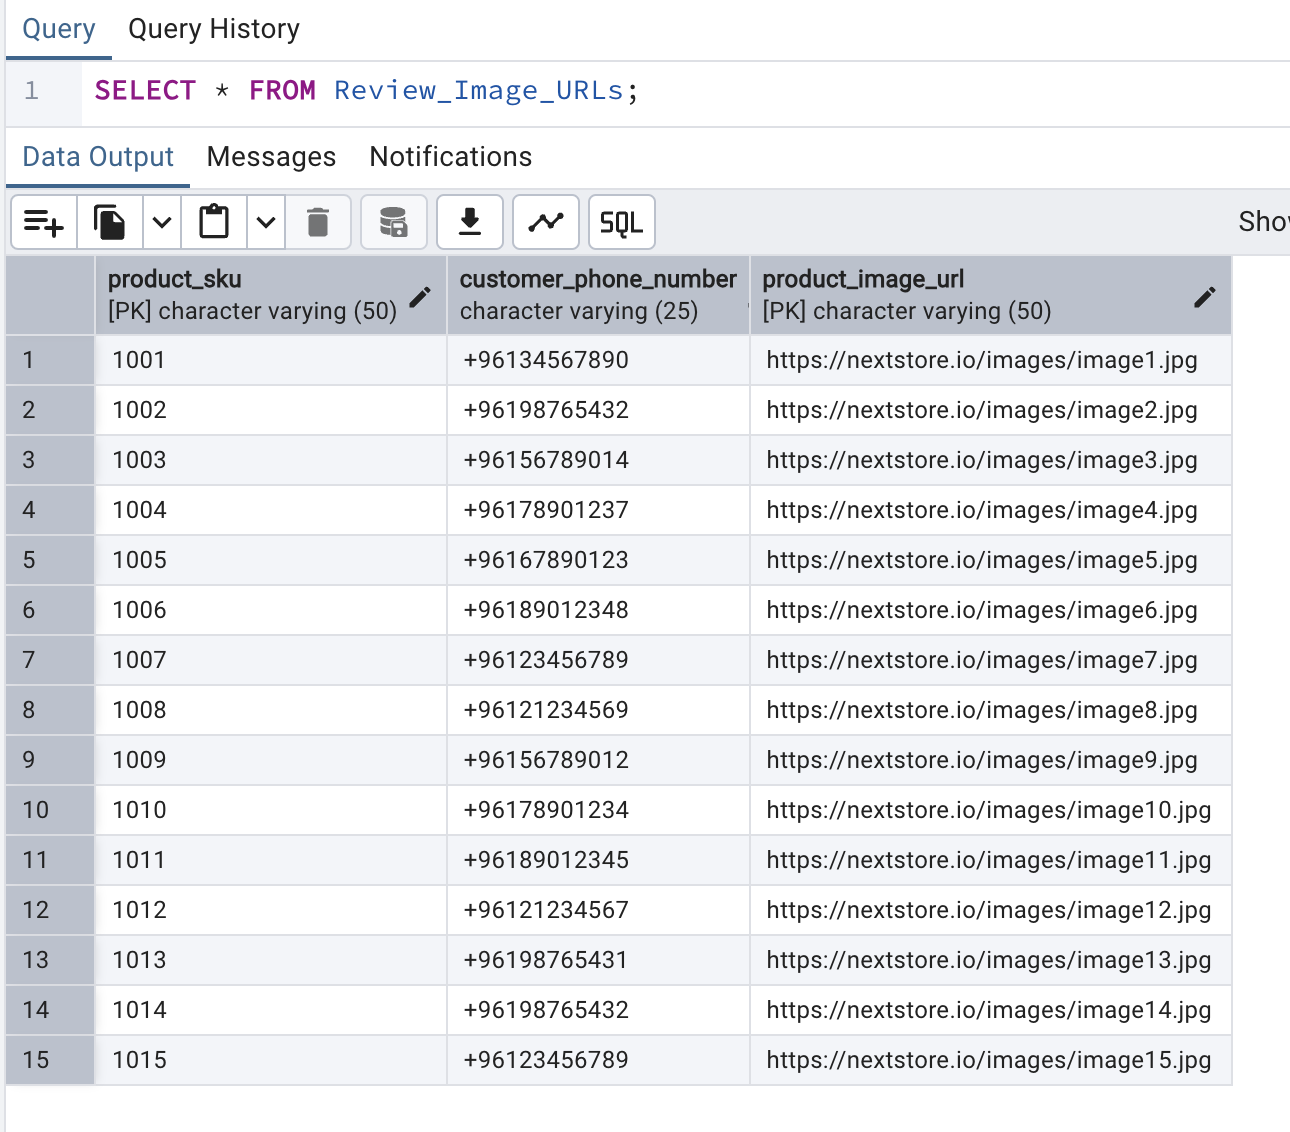 Query Query History
1 SELECT * FROM Review_Image_URLs;
Data Output Messages Notifications
SQL
product_sku customer_phone_number product_image_url
[PK] character varying (50) character varying (25) [PK] character varying (50)
1 1001 +96134567890 https://nextstore.io/images/image1.jpg
2 1002 +96198765432 https://nextstore.io/images/image2.jpg
3 1003 +96156789014 https://nextstore.io/images/image3.jpg
4 1004 +96178901237 https://nextstore.io/images/image4.jpg
5 1005 +96167890123 https://nextstore.io/images/image5.jpg
6 1006 +96189012348 https://nextstore.io/images/image6.jpg
7 1007 +96123456789 https://nextstore.io/images/image7.jpg
8 1008 +96121234569 https://nextstore.io/images/image8.jpg
9 1009 +96156789012 https://nextstore.io/images/image9.jpg
10 1010 +96178901234 https://nextstore.io/images/image10.jpg
11 1011 +96189012345 https://nextstore.io/images/image11.jpg
12 1012 +96121234567 https://nextstore.io/images/image12.jpg
13 1013 +96198765431 https://nextstore.io/images/image13.jpg
14 1014 +96198765432 https://nextstore.io/images/image14.jpg
15 1015 +96123456789 https://nextstore.io/images/image15.jpg